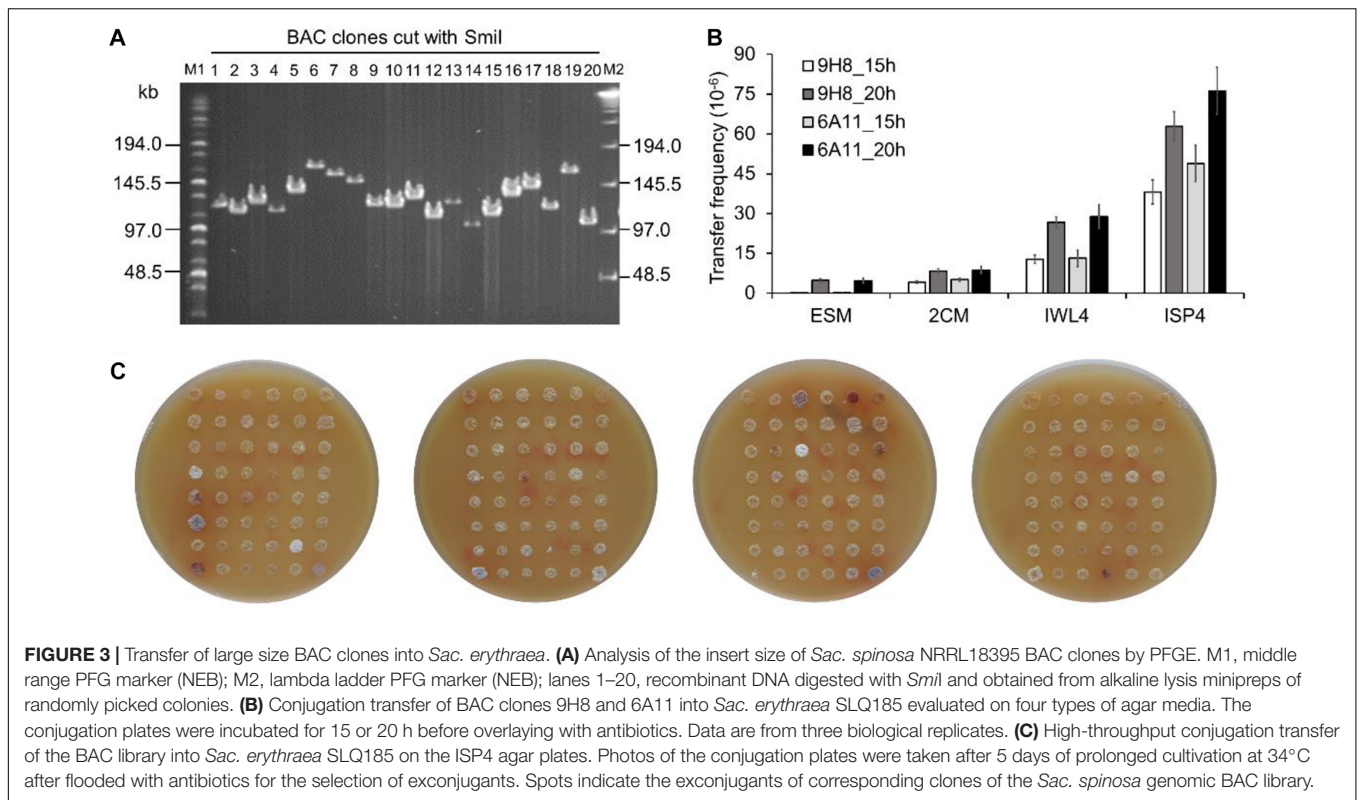 A
BAC clones cut with SmiI
M1 1 2 3 4 5 6 7 8 9 10 11 12 13 14 15 16 17 18 19 20 M2
kb
194.0
145.5
97.0
48.5
194.0
145.5
97.0
48.5
B
Transfer frequency (10⁻⁶)
90
75
60
45
30
15
0
9H8_15h
9H8_20h
6A11_15h
6A11_20h
ESM 2CM IWL4 ISP4
C
FIGURE 3 | Transfer of large size BAC clones into Sac. erythraea. (A) Analysis of the insert size of Sac. spinosa NRRL18395 BAC clones by PFGE. M1, middle
range PFG marker (NEB); M2, lambda ladder PFG marker (NEB); lanes 1–20, recombinant DNA digested with SmiI and obtained from alkaline lysis minipreps of
randomly picked colonies. (B) Conjugation transfer of BAC clones 9H8 and 6A11 into Sac. erythraea SLQ185 evaluated on four types of agar media. The
conjugation plates were incubated for 15 or 20 h before overlaying with antibiotics. Data are from three biological replicates. (C) High-throughput conjugation transfer
of the BAC library into Sac. erythraea SLQ185 on the ISP4 agar plates. Photos of the conjugation plates were taken after 5 days of prolonged cultivation at 34°C
after flooded with antibiotics for the selection of exconjugants. Spots indicate the exconjugants of corresponding clones of the Sac. spinosa genomic BAC library.